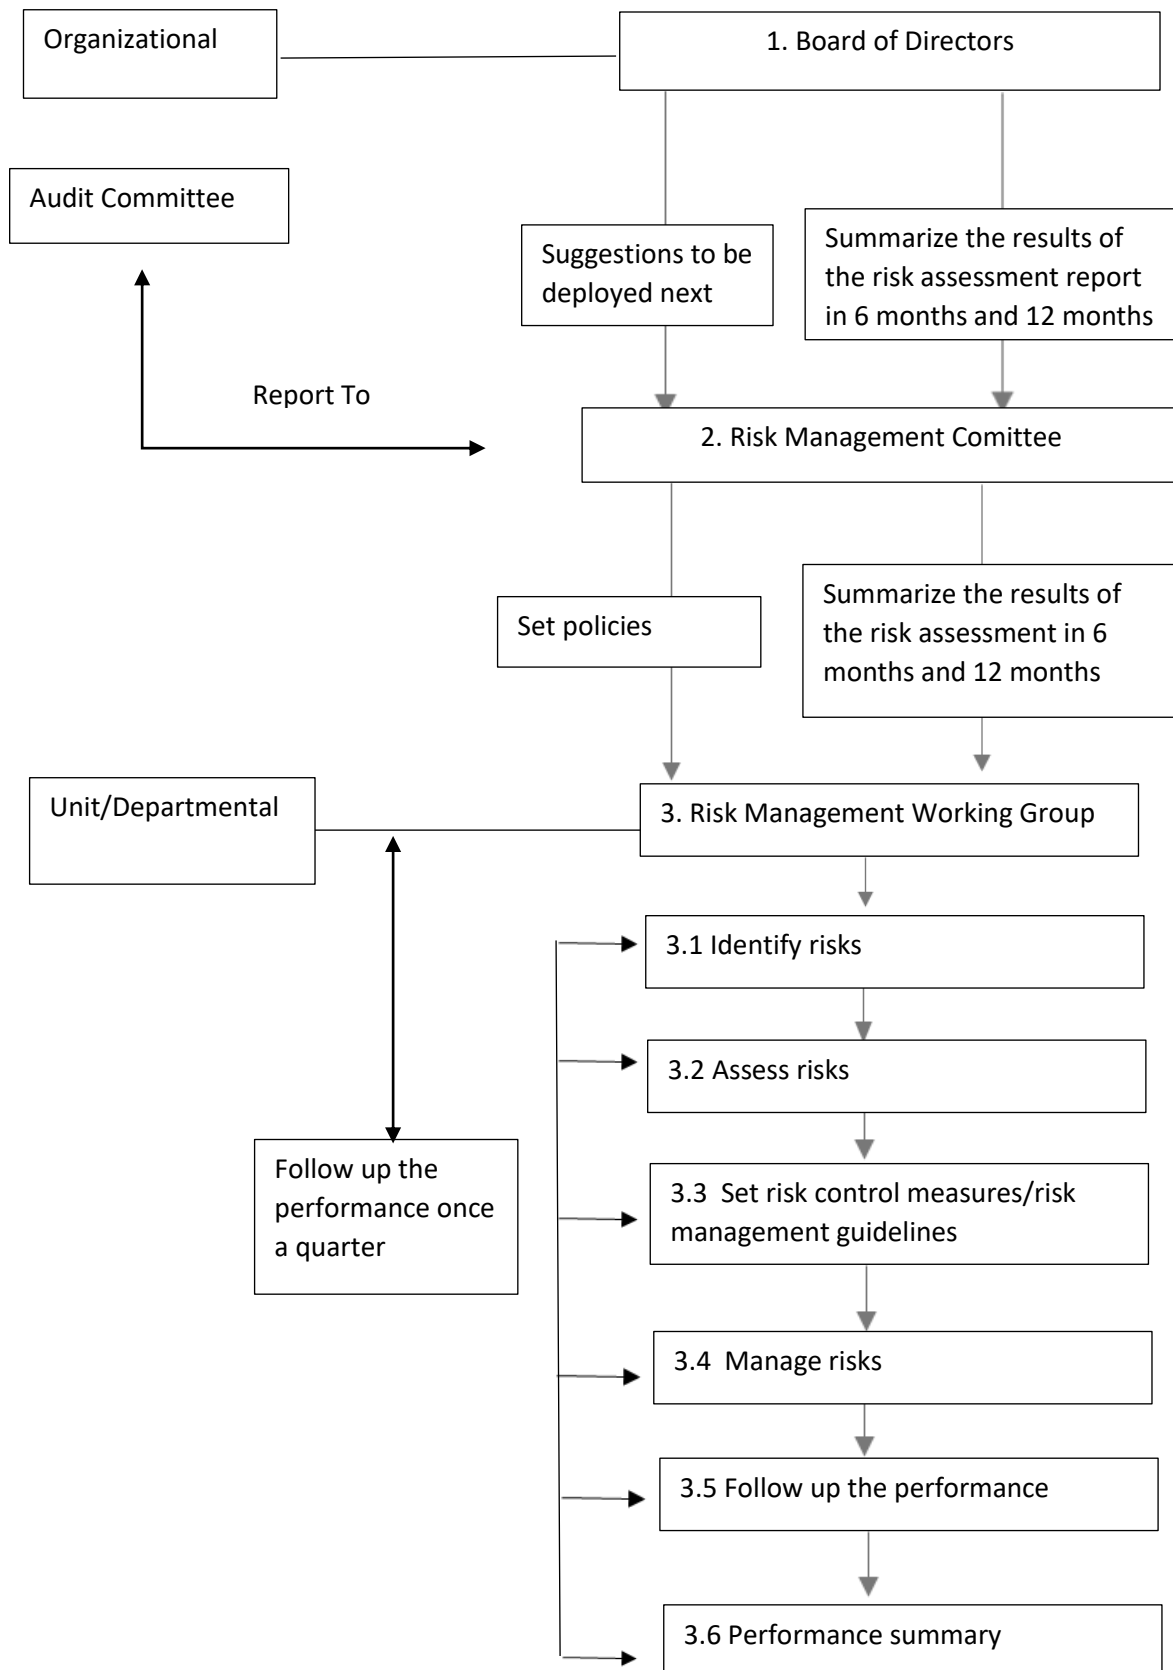 Organizational
1. Board of Directors
Audit Committee
Suggestions to be
deployed next
Summarize the results of
the risk assessment report
in 6 months and 12 months
Report To
2. Risk Management Comittee
Set policies
Summarize the results of
the risk assessment in 6
months and 12 months
Unit/Departmental
3. Risk Management Working Group
3.1 Identify risks
3.2 Assess risks
Follow up the
performance once
a quarter
3.3  Set risk control measures/risk
management guidelines
3.4  Manage risks
3.5 Follow up the performance
3.6 Performance summary